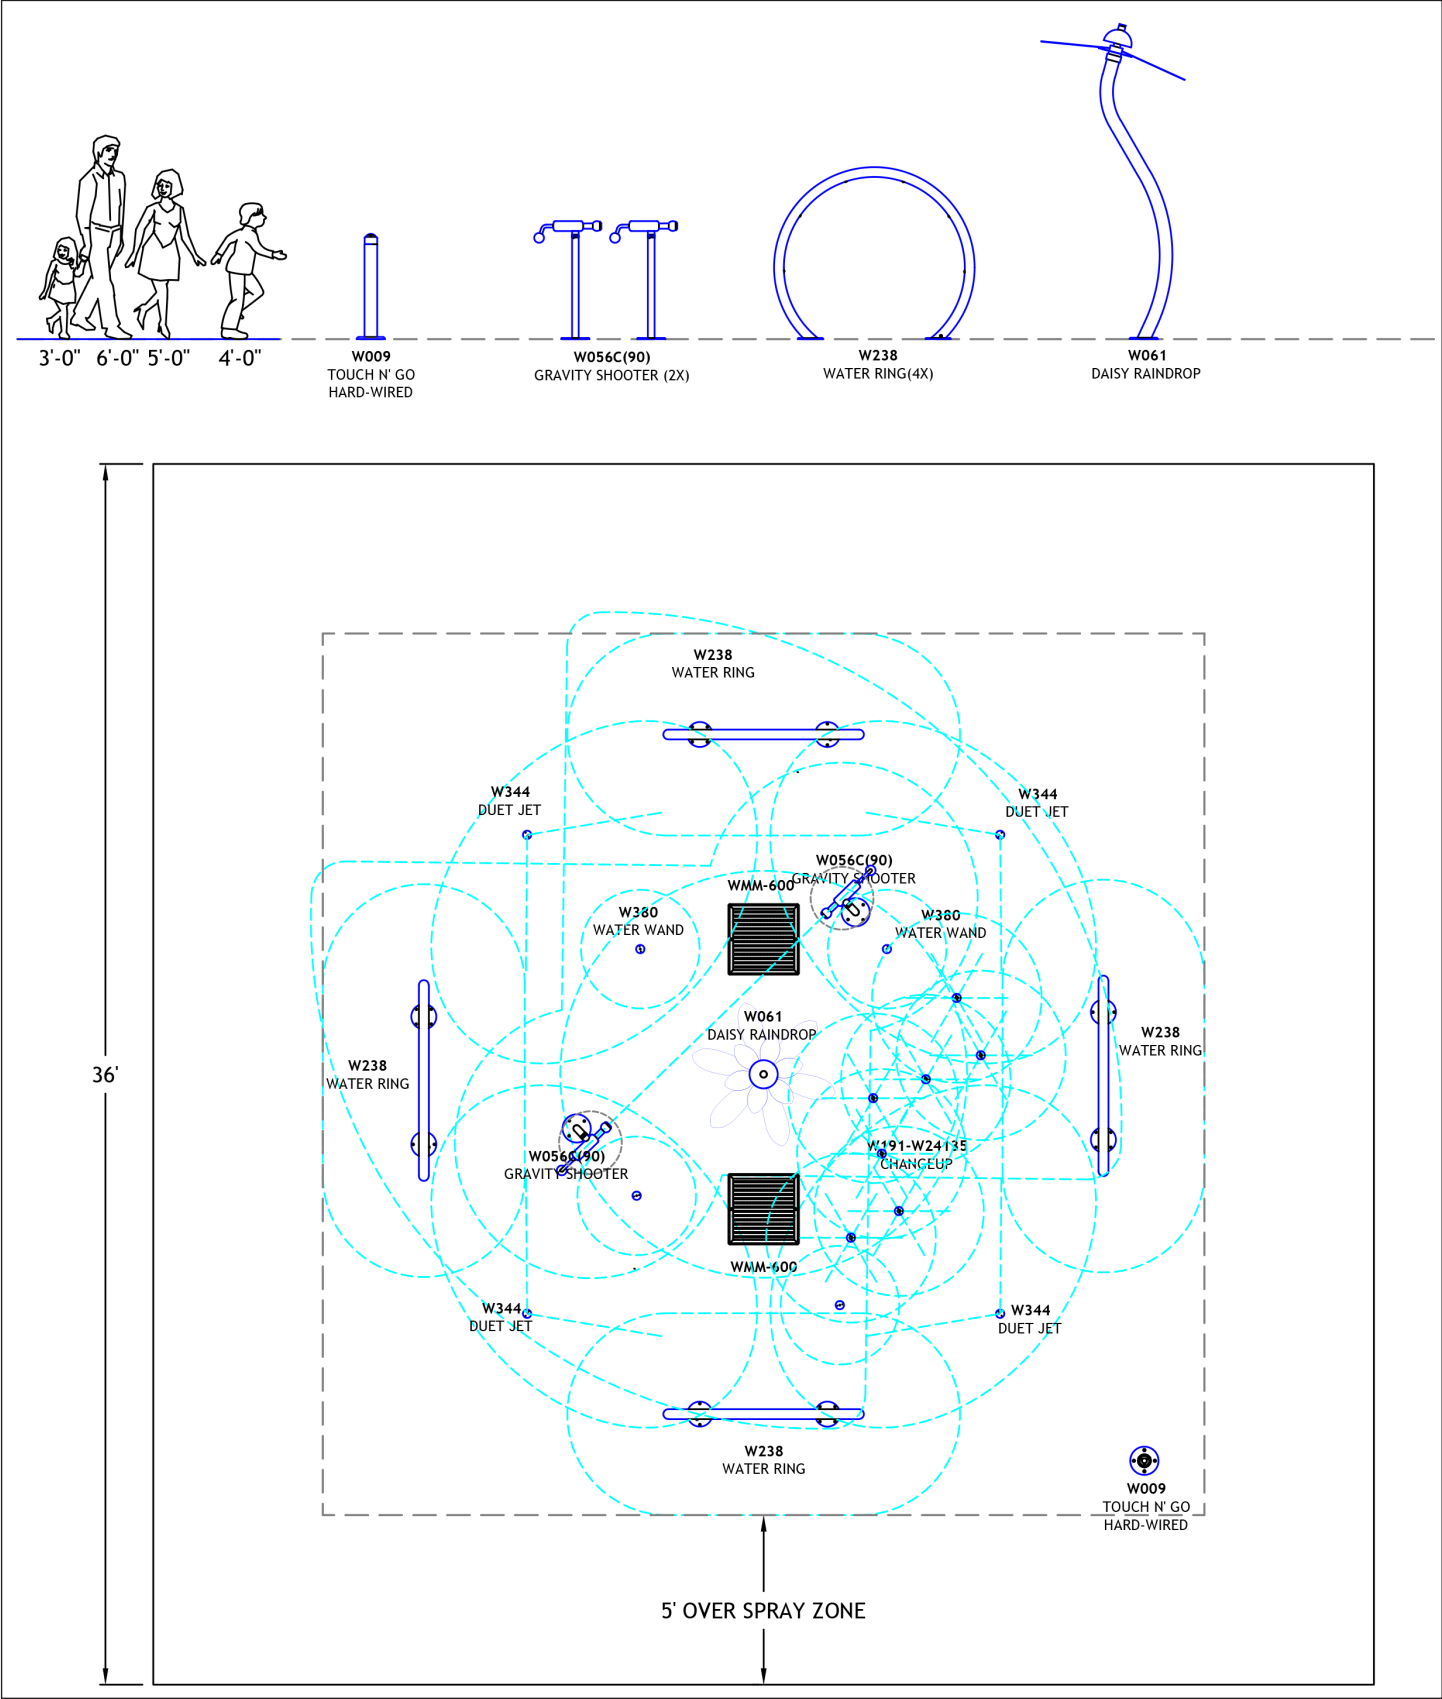 3'-0" 6'-0" 5'-0" 4'-0"
W009
TOUCH N' GO
HARD-WIRED
W056C(90)
GRAVITY SHOOTER (2X)
W238
WATER RING(4X)
W061
DAISY RAINDROP
W238
WATER RING
W344
DUET JET
W344
DUET JET
W056C(90)
GRAVITY SHOOTER
WMM-600
W380
WATER WAND
W380
WATER WAND
W061
DAISY RAINDROP
W238
WATER RING
W238
WATER RING
36'
W056C(90)
GRAVITY SHOOTER
W191-W24135
CHANGEUP
WMM-600
W344
DUET JET
W344
DUET JET
W238
WATER RING
W009
TOUCH N' GO
HARD-WIRED
5' OVER SPRAY ZONE